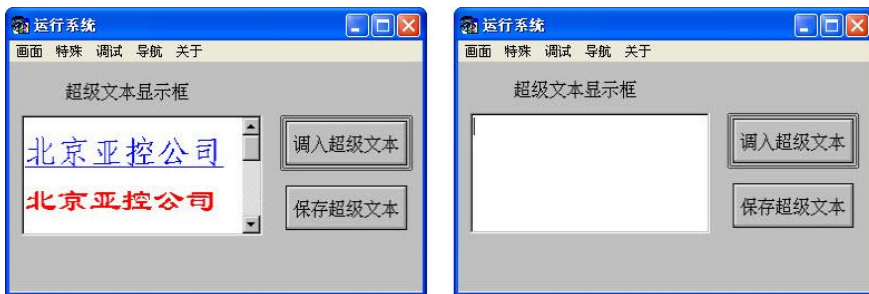 运行系统
画面 特殊 调试 导航 关于
超级文本显示框
北京亚控公司
北京亚控公司
调入超级文本
保存超级文本
运行系统
画面 特殊 调试 导航 关于
超级文本显示框
调入超级文本
保存超级文本